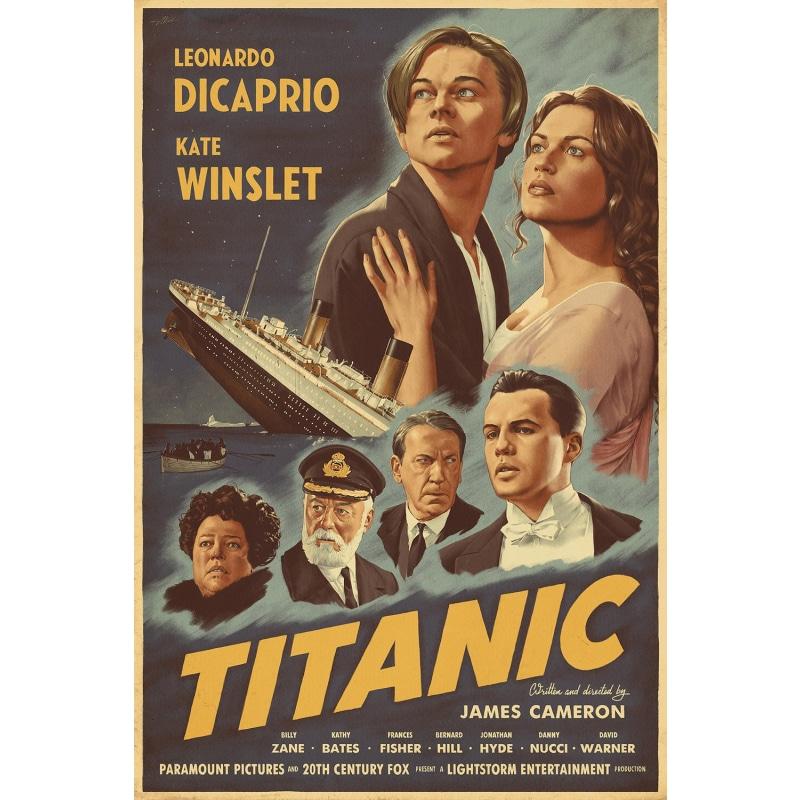 LEONARDO
DICAPRIO
KATE
WINSLET
TITANIC
Written and directed by
JAMES CAMERON
BILLY ZANE · KATHY BATES · FRANCES FISHER · BERNARD HILL · JONATHAN HYDE · DANNY NUCCI · DAVID WARNER
PARAMOUNT PICTURES AND 20TH CENTURY FOX PRESENT A LIGHTSTORM ENTERTAINMENT PRODUCTION